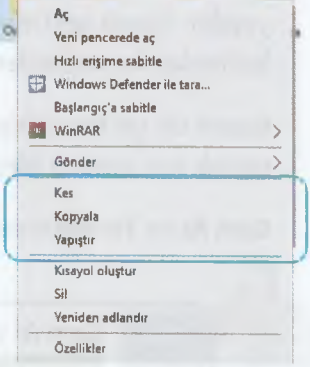 Aç
Yeni pencerede aç
Hızlı erişime sabitle
Windows Defender ile tara...
Başlangıç'a sabitle
WinRAR
Gönder
Kes
Kopyala
Yapıştır
Kısayol oluştur
Sil
Yeniden adlandır
Özellikler